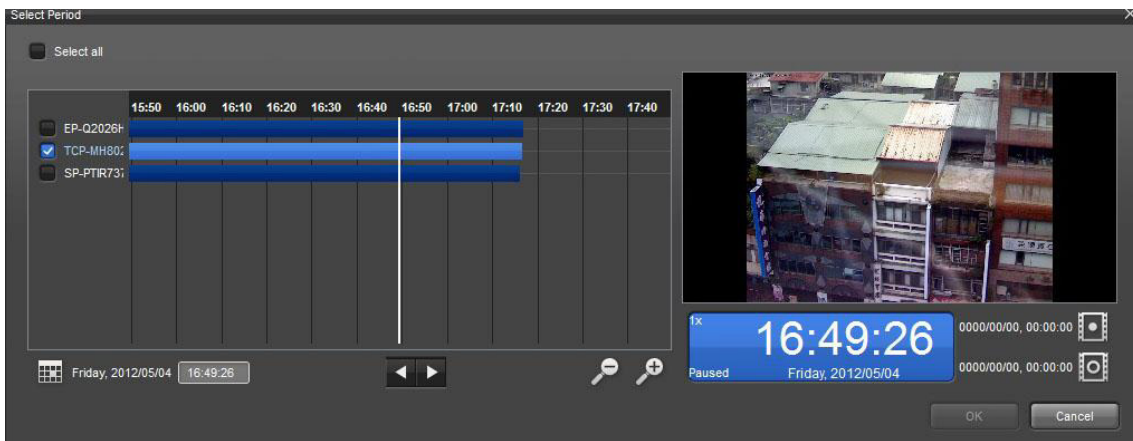 Select Period
Select all
15:50 16:00 16:10 16:20 16:30 16:40 16:50 17:00 17:10 17:20 17:30 17:40
EP-Q2026H
TCP-MH802
SP-PTIR737
Friday, 2012/05/04 16:49:26
1x
16:49:26
Paused Friday, 2012/05/04
0000/00/00, 00:00:00
0000/00/00, 00:00:00
OK Cancel